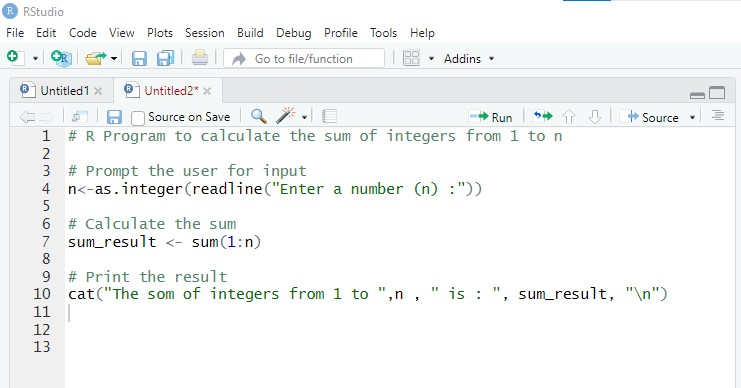 RStudio
File Edit Code View Plots Session Build Debug Profile Tools Help
Go to file/function Addins
Untitled1 × Untitled2* ×
Source on Save Run Source
1 # R Program to calculate the sum of integers from 1 to n
2
3 # Prompt the user for input
4 n<-as.integer(readline("Enter a number (n) :"))
5
6 # Calculate the sum
7 sum_result <- sum(1:n)
8
9 # Print the result
10 cat("The som of integers from 1 to ",n , " is : ", sum_result, "\n")
11
12
13